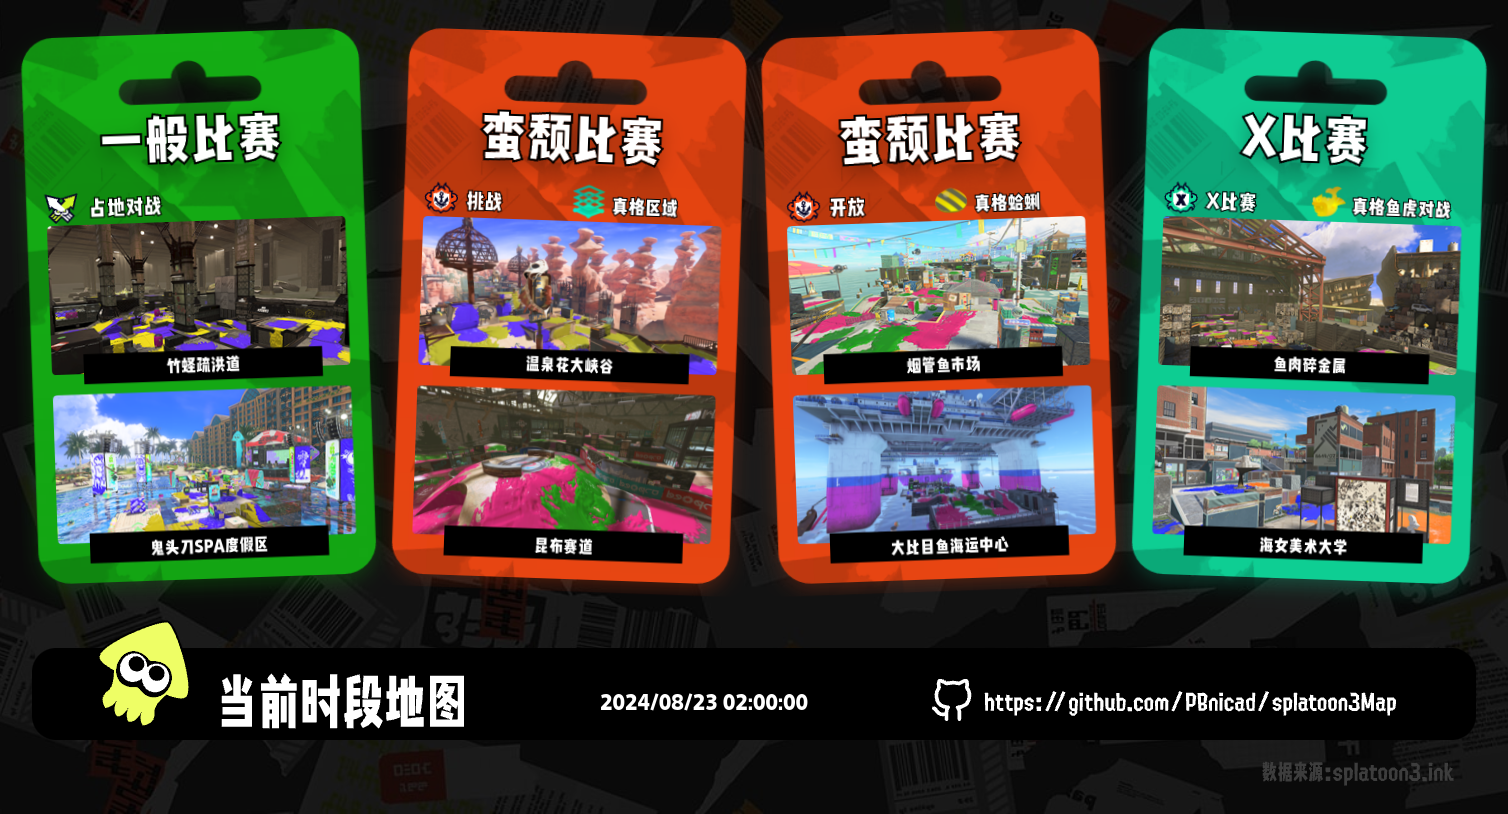 一般比赛
占地对战
竹蛏疏洪道
鬼头刀SPA度假区
蛮颓比赛
挑战
真格区域
温泉花大峡谷
昆布赛道
蛮颓比赛
开放
真格蛤蜊
烟管鱼市场
大比目鱼海运中心
X比赛
X比赛
真格鱼虎对战
鱼肉碎金属
海女美术大学
当前时段地图
2024/08/23 02:00:00
https://github.com/PBnicad/splatoon3Map
数据来源:splatoon3.ink